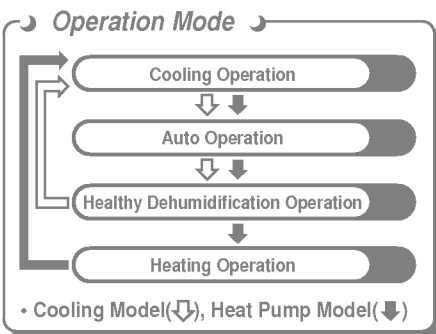 Operation Mode
Cooling Operation
Auto Operation
Healthy Dehumidification Operation
Heating Operation
• Cooling Model(⇩), Heat Pump Model(🡇)